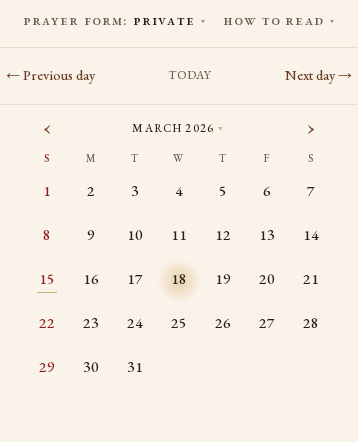 PRAYER FORM: PRIVATE ▾ HOW TO READ ▾
← Previous day TODAY Next day →
‹ MARCH 2026 ▾ ›
S M T W T F S
1 2 3 4 5 6 7
8 9 10 11 12 13 14
15 16 17 18 19 20 21
22 23 24 25 26 27 28
29 30 31